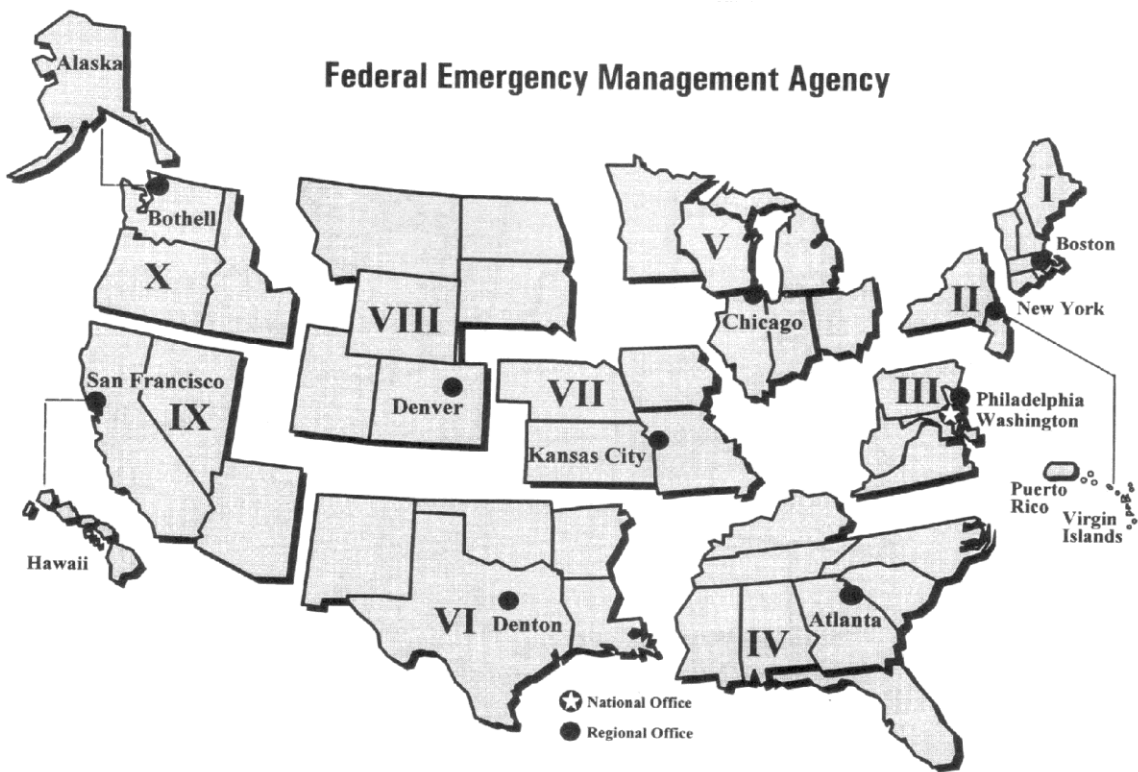 Federal Emergency Management Agency
Alaska
Bothell
X
VIII
V
I
Boston
II
New York
Chicago
San Francisco
IX
Denver
VII
Kansas City
III
Philadelphia
Washington
Puerto
Rico
Virgin
Islands
Hawaii
VI
Denton
IV
Atlanta
National Office
Regional Office